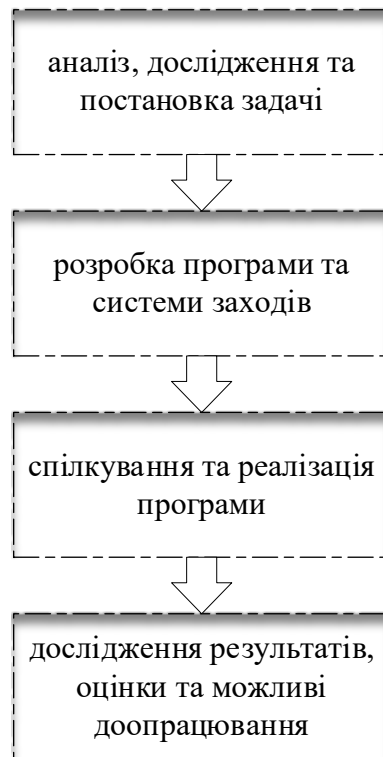 аналіз, дослідження та
постановка задачі
розробка програми та
системи заходів
спілкування та реалізація
програми
дослідження результатів,
оцінки та можливі
доопрацювання